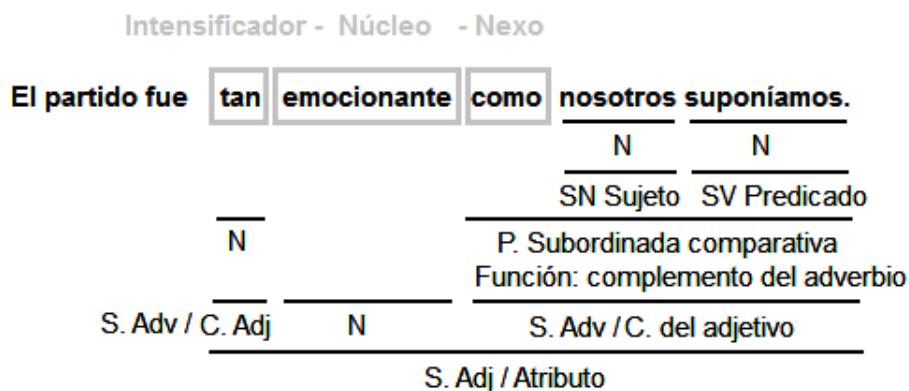 Intensificador - Núcleo - Nexo
El partido fue tan emocionante como nosotros suponíamos.
N N
SN Sujeto SV Predicado
N P. Subordinada comparativa
Función: complemento del adverbio
S. Adv / C. Adj N S. Adv / C. del adjetivo
S. Adj / Atributo